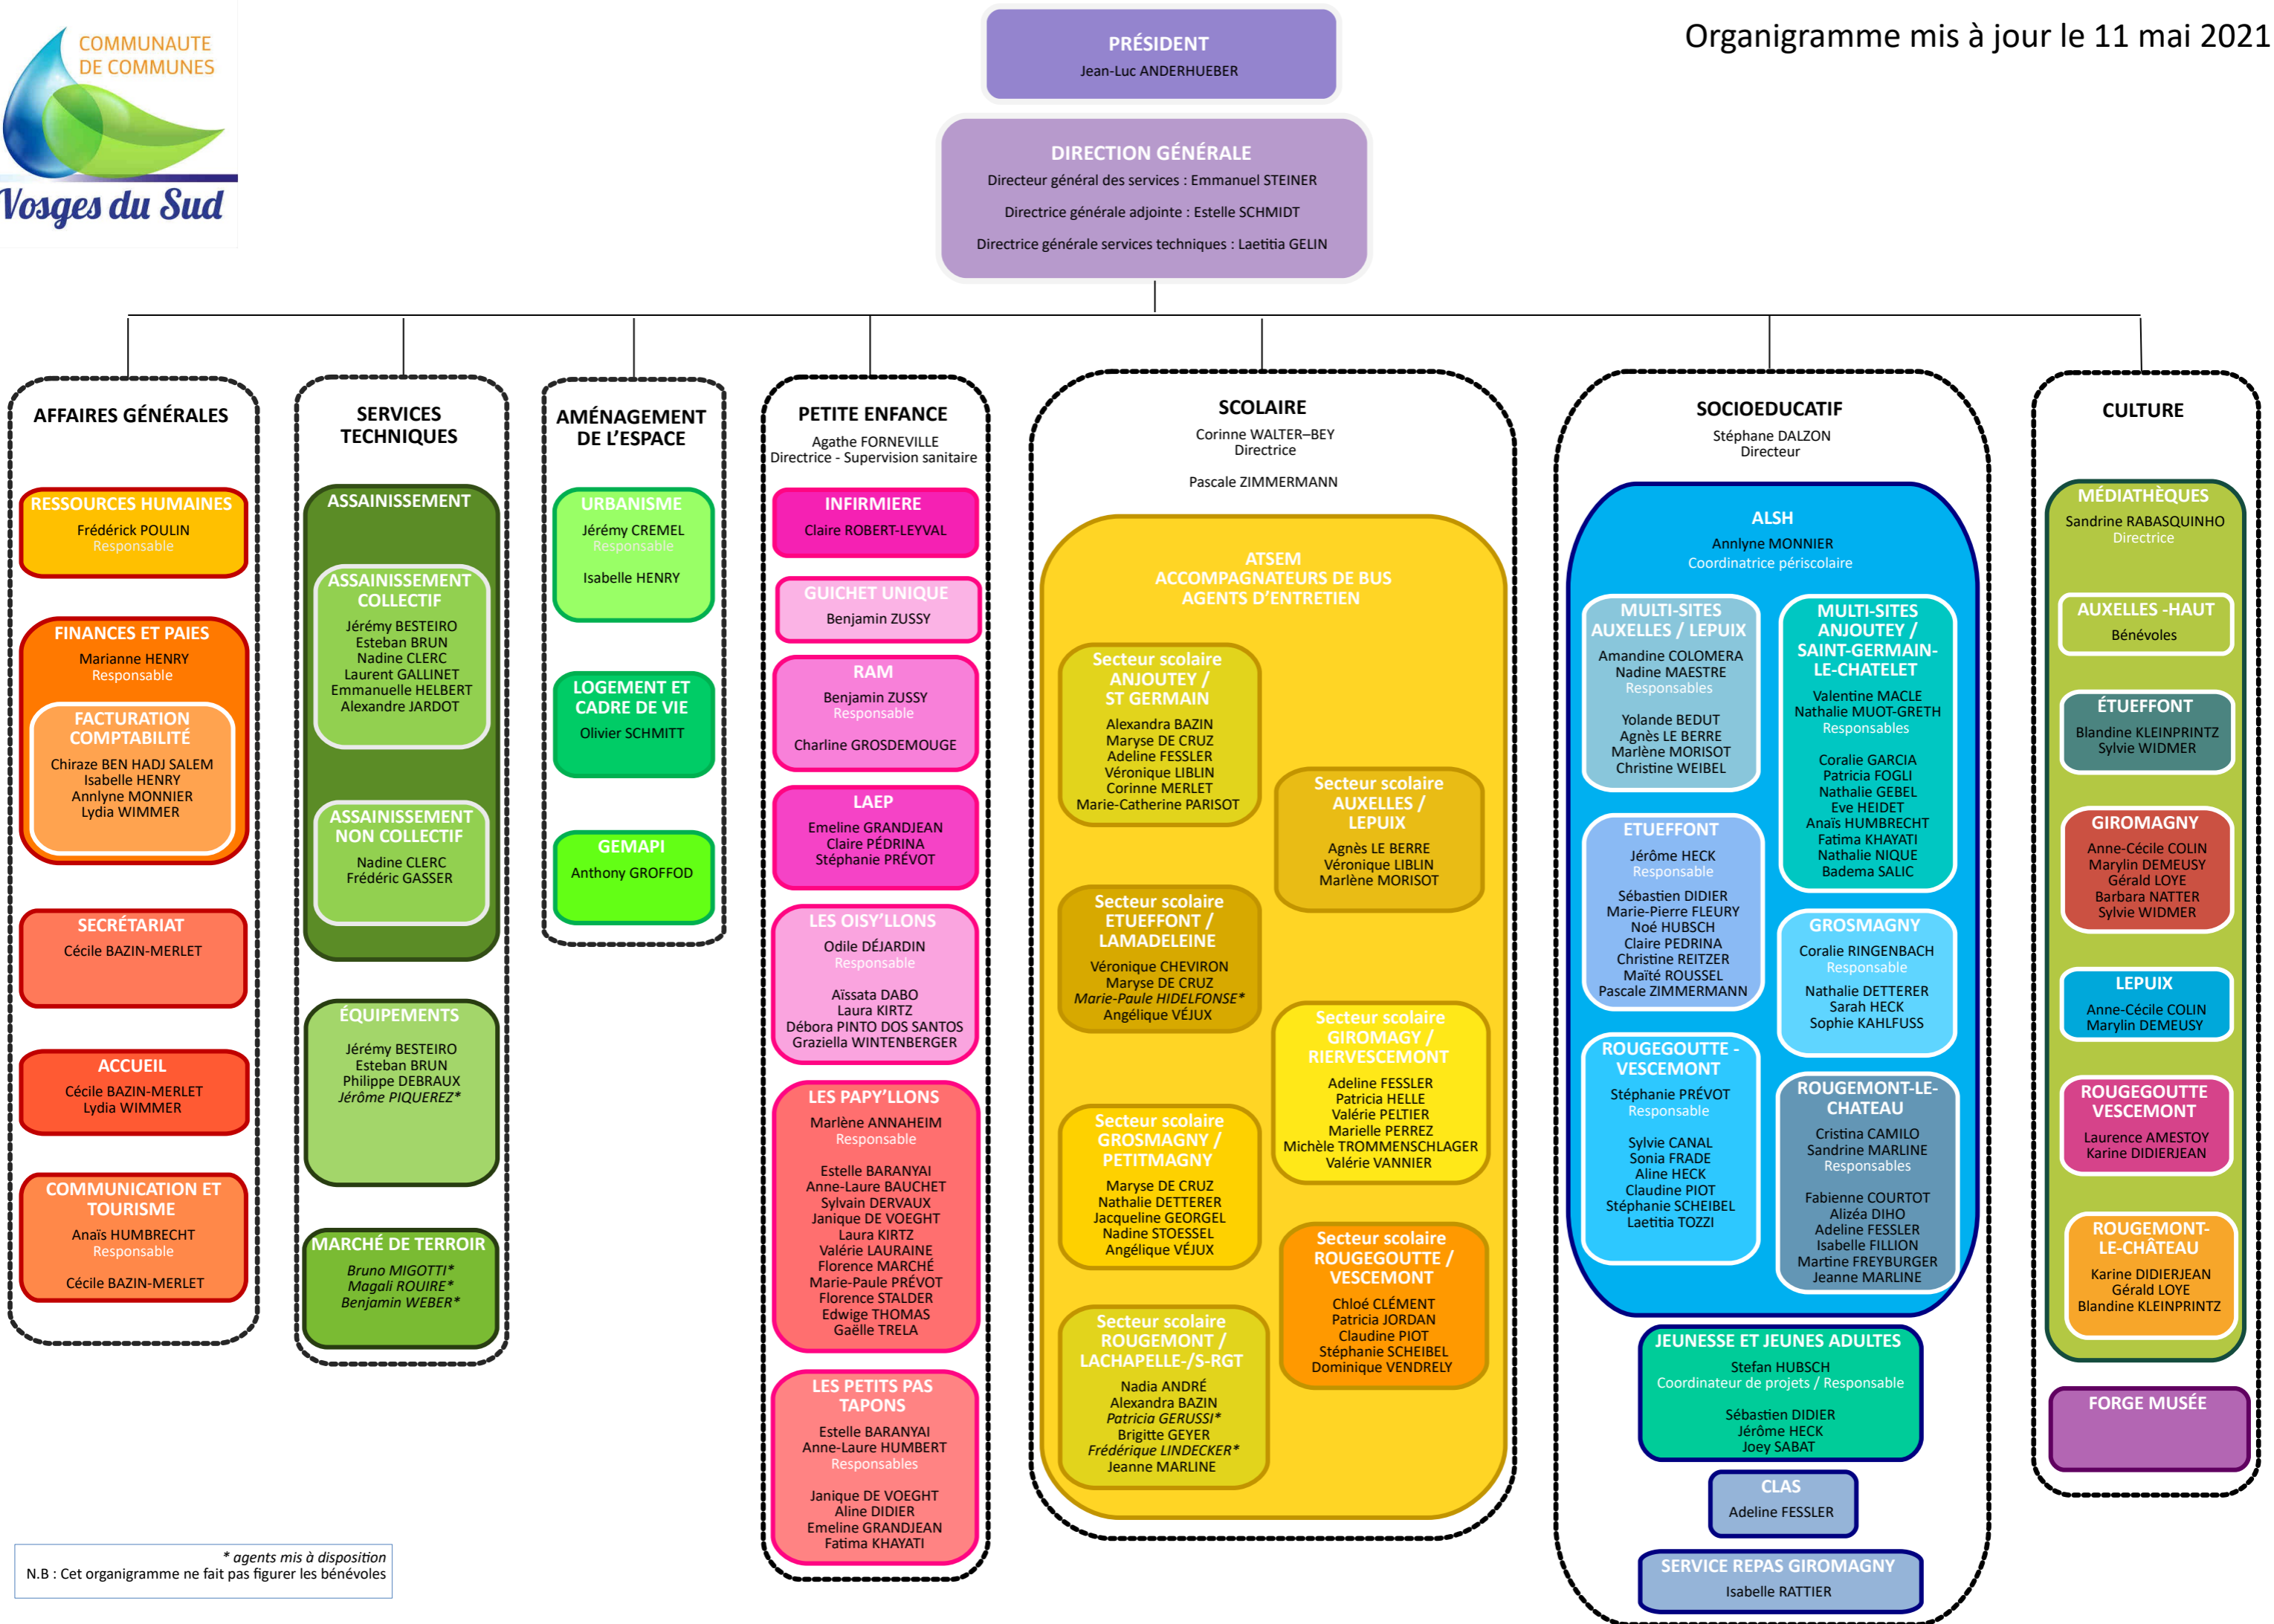 COMMUNAUTE
DE COMMUNES
Vosges du Sud
Organigramme mis à jour le 11 mai 2021
PRÉSIDENT
Jean-Luc ANDERHUEBER
DIRECTION GÉNÉRALE
Directeur général des services : Emmanuel STEINER
Directrice générale adjointe : Estelle SCHMIDT
Directrice générale services techniques : Laetitia GELIN
AFFAIRES GÉNÉRALES
RESSOURCES HUMAINES
Frédérick POULIN
Responsable
FINANCES ET PAIES
Marianne HENRY
Responsable
FACTURATION
COMPTABILITÉ
Chiraze BEN HADJ SALEM
Isabelle HENRY
Annlyne MONNIER
Lydia WIMMER
SECRÉTARIAT
Cécile BAZIN-MERLET
ACCUEIL
Cécile BAZIN-MERLET
Lydia WIMMER
COMMUNICATION ET
TOURISME
Anaïs HUMBRECHT
Responsable
Cécile BAZIN-MERLET
SERVICES
TECHNIQUES
ASSAINISSEMENT
ASSAINISSEMENT
COLLECTIF
Jérémy BESTEIRO
Esteban BRUN
Nadine CLERC
Laurent GALLINET
Emmanuelle HELBERT
Alexandre JARDOT
ASSAINISSEMENT
NON COLLECTIF
Nadine CLERC
Frédéric GASSER
ÉQUIPEMENTS
Jérémy BESTEIRO
Esteban BRUN
Philippe DEBRAUX
Jérôme PIQUEREZ*
MARCHÉ DE TERROIR
Bruno MIGOTTI*
Magali ROUIRE*
Benjamin WEBER*
AMÉNAGEMENT
DE L'ESPACE
URBANISME
Jérémy CREMEL
Responsable
Isabelle HENRY
LOGEMENT ET
CADRE DE VIE
Olivier SCHMITT
GEMAPI
Anthony GROFFOD
PETITE ENFANCE
Agathe FORNEVILLE
Directrice - Supervision sanitaire
INFIRMIERE
Claire ROBERT-LEYVAL
GUICHET UNIQUE
Benjamin ZUSSY
RAM
Benjamin ZUSSY
Responsable
Charline GROSDEMOUGE
LAEP
Emeline GRANDJEAN
Claire PÉDRINA
Stéphanie PRÉVOT
LES OISY'LLONS
Odile DÉJARDIN
Responsable
Aïssata DABO
Laura KIRTZ
Débora PINTO DOS SANTOS
Graziella WINTENBERGER
LES PAPY'LLONS
Marlène ANNAHEIM
Responsable
Estelle BARANYAI
Anne-Laure BAUCHET
Sylvain DERVAUX
Janique DE VOEGHT
Laura KIRTZ
Valérie LAURAINE
Florence MARCHÉ
Marie-Paule PRÉVOT
Florence STALDER
Edwige THOMAS
Gaëlle TRELA
LES PETITS PAS
TAPONS
Estelle BARANYAI
Anne-Laure HUMBERT
Responsables
Janique DE VOEGHT
Aline DIDIER
Emeline GRANDJEAN
Fatima KHAYATI
SCOLAIRE
Corinne WALTER–BEY
Directrice
Pascale ZIMMERMANN
ATSEM
ACCOMPAGNATEURS DE BUS
AGENTS D'ENTRETIEN
Secteur scolaire
ANJOUTEY /
ST GERMAIN
Alexandra BAZIN
Maryse DE CRUZ
Adeline FESSLER
Véronique LIBLIN
Corinne MERLET
Marie-Catherine PARISOT
Secteur scolaire
AUXELLES /
LEPUIX
Agnès LE BERRE
Véronique LIBLIN
Marlène MORISOT
Secteur scolaire
ETUEFFONT /
LAMADELEINE
Véronique CHEVIRON
Maryse DE CRUZ
Marie-Paule HIDELFONSE*
Angélique VÉJUX
Secteur scolaire
GIROMAGY /
RIERVESCEMONT
Adeline FESSLER
Patricia HELLE
Valérie PELTIER
Marielle PERREZ
Michèle TROMMENSCHLAGER
Valérie VANNIER
Secteur scolaire
GROSMAGNY /
PETITMAGNY
Maryse DE CRUZ
Nathalie DETTERER
Jacqueline GEORGEL
Nadine STOESSEL
Angélique VÉJUX
Secteur scolaire
ROUGEGOUTTE /
VESCEMONT
Chloé CLÉMENT
Patricia JORDAN
Claudine PIOT
Stéphanie SCHEIBEL
Dominique VENDRELY
Secteur scolaire
ROUGEMONT /
LACHAPELLE-/S-RGT
Nadia ANDRÉ
Alexandra BAZIN
Patricia GERUSSI*
Brigitte GEYER
Frédérique LINDECKER*
Jeanne MARLINE
SOCIOEDUCATIF
Stéphane DALZON
Directeur
ALSH
Annlyne MONNIER
Coordinatrice périscolaire
MULTI-SITES
AUXELLES / LEPUIX
Amandine COLOMERA
Nadine MAESTRE
Responsables
Yolande BEDUT
Agnès LE BERRE
Marlène MORISOT
Christine WEIBEL
MULTI-SITES
ANJOUTEY /
SAINT-GERMAIN-
LE-CHATELET
Valentine MACLE
Nathalie MUOT-GRETH
Responsables
Coralie GARCIA
Patricia FOGLI
Nathalie GEBEL
Eve HEIDET
Anaïs HUMBRECHT
Fatima KHAYATI
Nathalie NIQUE
Badema SALIC
ETUEFFONT
Jérôme HECK
Responsable
Sébastien DIDIER
Marie-Pierre FLEURY
Noé HUBSCH
Claire PEDRINA
Christine REITZER
Maïté ROUSSEL
Pascale ZIMMERMANN
GROSMAGNY
Coralie RINGENBACH
Responsable
Nathalie DETTERER
Sarah HECK
Sophie KAHLFUSS
ROUGEGOUTTE -
VESCEMONT
Stéphanie PRÉVOT
Responsable
Sylvie CANAL
Sonia FRADE
Aline HECK
Claudine PIOT
Stéphanie SCHEIBEL
Laetitia TOZZI
ROUGEMONT-LE-
CHATEAU
Cristina CAMILO
Sandrine MARLINE
Responsables
Fabienne COURTOT
Alizéa DIHO
Adeline FESSLER
Isabelle FILLION
Martine FREYBURGER
Jeanne MARLINE
JEUNESSE ET JEUNES ADULTES
Stefan HUBSCH
Coordinateur de projets / Responsable
Sébastien DIDIER
Jérôme HECK
Joey SABAT
CLAS
Adeline FESSLER
SERVICE REPAS GIROMAGNY
Isabelle RATTIER
CULTURE
MÉDIATHÈQUES
Sandrine RABASQUINHO
Directrice
AUXELLES -HAUT
Bénévoles
ÉTUEFFONT
Blandine KLEINPRINTZ
Sylvie WIDMER
GIROMAGNY
Anne-Cécile COLIN
Marylin DEMEUSY
Gérald LOYE
Barbara NATTER
Sylvie WIDMER
LEPUIX
Anne-Cécile COLIN
Marylin DEMEUSY
ROUGEGOUTTE
VESCEMONT
Laurence AMESTOY
Karine DIDIERJEAN
ROUGEMONT-
LE-CHÂTEAU
Karine DIDIERJEAN
Gérald LOYE
Blandine KLEINPRINTZ
FORGE MUSÉE
* agents mis à disposition
N.B : Cet organigramme ne fait pas figurer les bénévoles